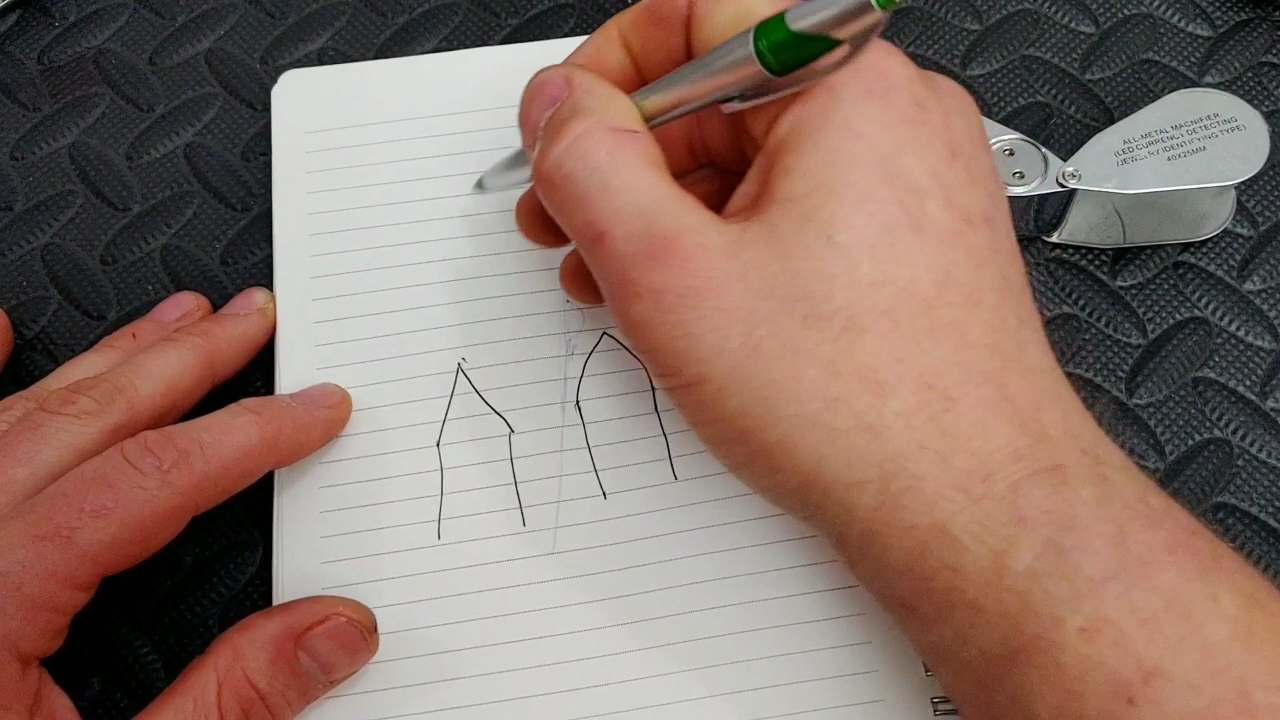 ALL-METAL MAGNIFIER
(LED CURRENCY DETECTING
/JEWELRY IDENTIFYING TYPE)
40X25MM